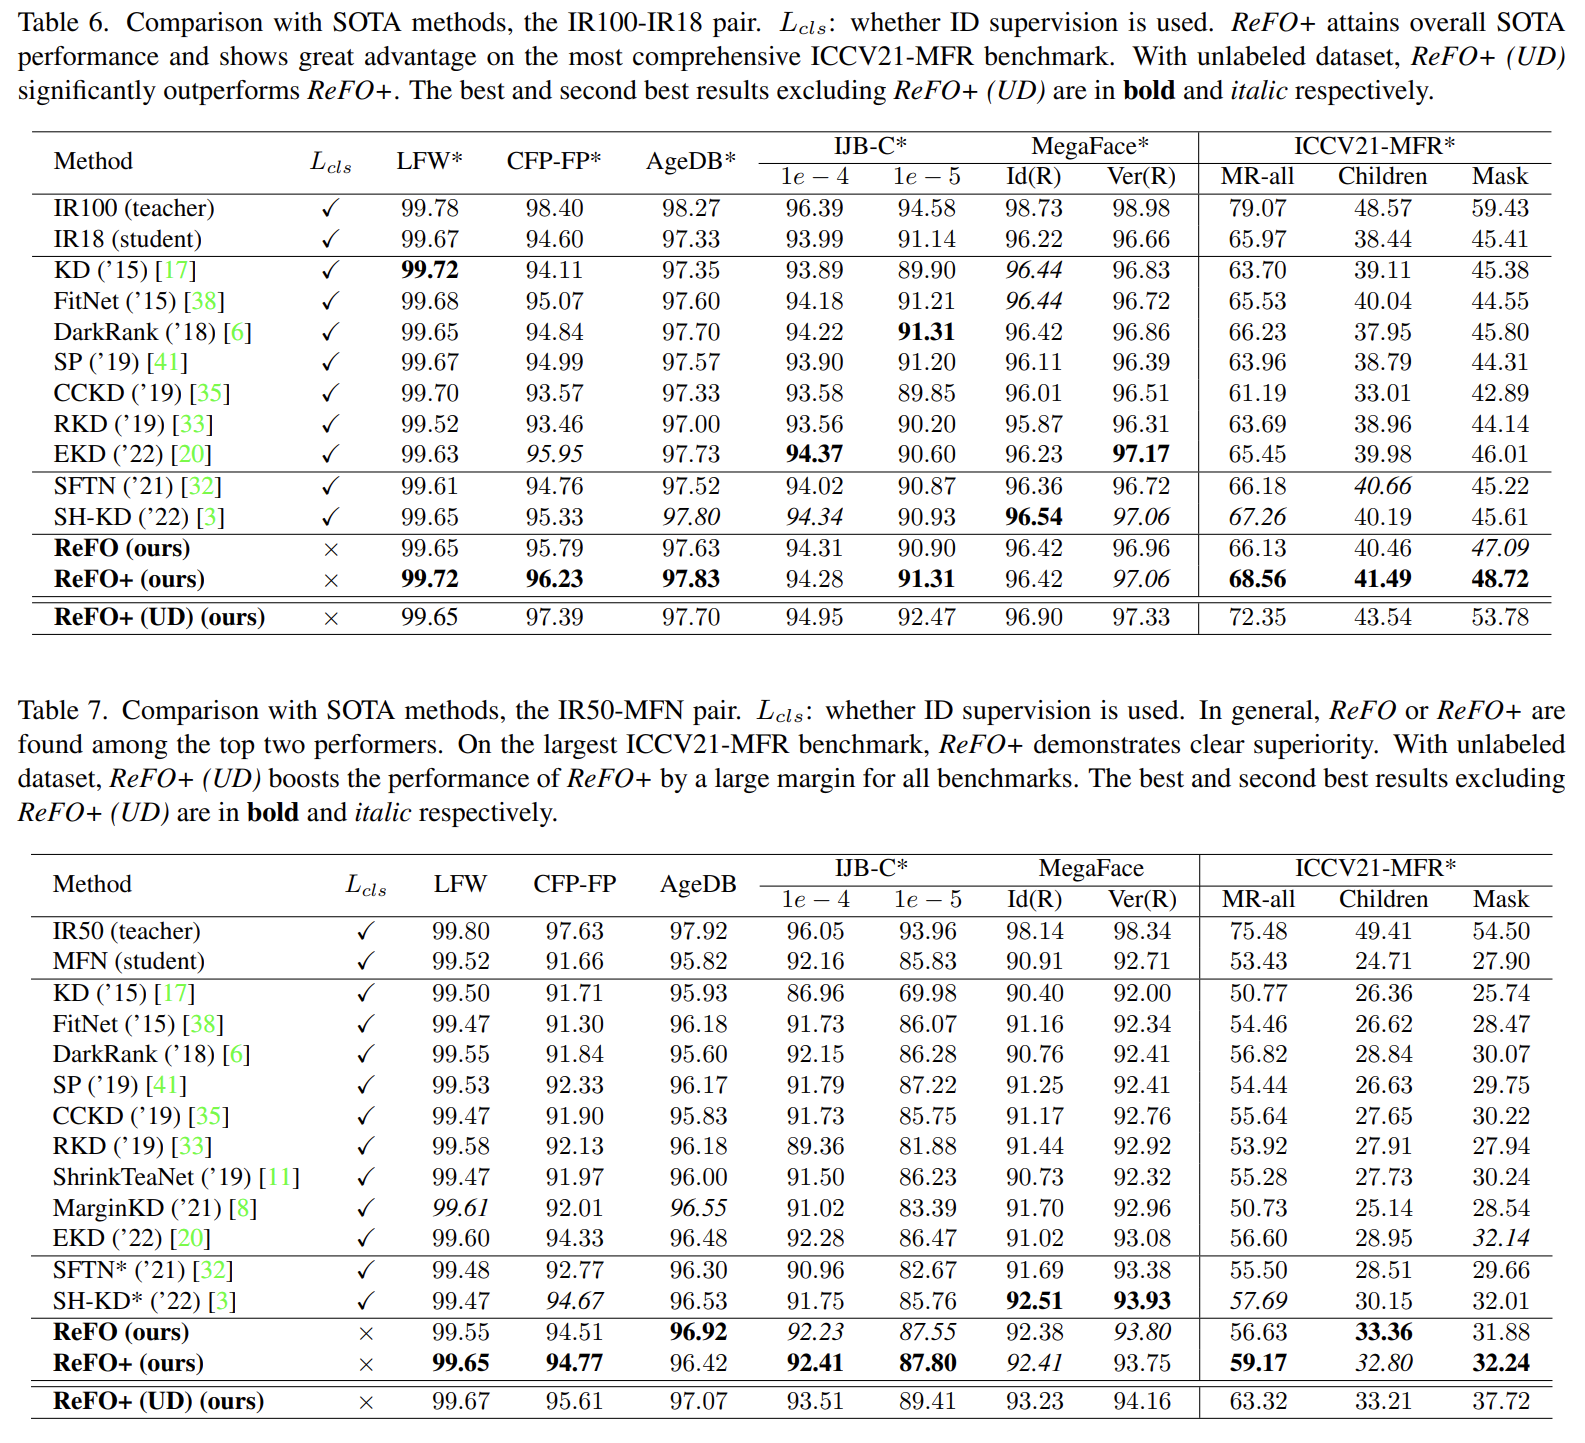 Table 6. Comparison with SOTA methods, the IR100-IR18 pair. L_cls: whether ID supervision is used. ReFO+ attains overall SOTA
performance and shows great advantage on the most comprehensive ICCV21-MFR benchmark. With unlabeled dataset, ReFO+ (UD)
significantly outperforms ReFO+. The best and second best results excluding ReFO+ (UD) are in bold and italic respectively.
Method L_cls LFW* CFP-FP* AgeDB* IJB-C* MegaFace* ICCV21-MFR*
1e − 4 1e − 5 Id(R) Ver(R) MR-all Children Mask
IR100 (teacher) ✓ 99.78 98.40 98.27 96.39 94.58 98.73 98.98 79.07 48.57 59.43
IR18 (student) ✓ 99.67 94.60 97.33 93.99 91.14 96.22 96.66 65.97 38.44 45.41
KD (’15) [17] ✓ 99.72 94.11 97.35 93.89 89.90 96.44 96.83 63.70 39.11 45.38
FitNet (’15) [38] ✓ 99.68 95.07 97.60 94.18 91.21 96.44 96.72 65.53 40.04 44.55
DarkRank (’18) [6] ✓ 99.65 94.84 97.70 94.22 91.31 96.42 96.86 66.23 37.95 45.80
SP (’19) [41] ✓ 99.67 94.99 97.57 93.90 91.20 96.11 96.39 63.96 38.79 44.31
CCKD (’19) [35] ✓ 99.70 93.57 97.33 93.58 89.85 96.01 96.51 61.19 33.01 42.89
RKD (’19) [33] ✓ 99.52 93.46 97.00 93.56 90.20 95.87 96.31 63.69 38.96 44.14
EKD (’22) [20] ✓ 99.63 95.95 97.73 94.37 90.60 96.23 97.17 65.45 39.98 46.01
SFTN (’21) [32] ✓ 99.61 94.76 97.52 94.02 90.87 96.36 96.72 66.18 40.66 45.22
SH-KD (’22) [3] ✓ 99.65 95.33 97.80 94.34 90.93 96.54 97.06 67.26 40.19 45.61
ReFO (ours) × 99.65 95.79 97.63 94.31 90.90 96.42 96.96 66.13 40.46 47.09
ReFO+ (ours) × 99.72 96.23 97.83 94.28 91.31 96.42 97.06 68.56 41.49 48.72
ReFO+ (UD) (ours) × 99.65 97.39 97.70 94.95 92.47 96.90 97.33 72.35 43.54 53.78
Table 7. Comparison with SOTA methods, the IR50-MFN pair. L_cls: whether ID supervision is used. In general, ReFO or ReFO+ are
found among the top two performers. On the largest ICCV21-MFR benchmark, ReFO+ demonstrates clear superiority. With unlabeled
dataset, ReFO+ (UD) boosts the performance of ReFO+ by a large margin for all benchmarks. The best and second best results excluding
ReFO+ (UD) are in bold and italic respectively.
Method L_cls LFW CFP-FP AgeDB IJB-C* MegaFace ICCV21-MFR*
1e − 4 1e − 5 Id(R) Ver(R) MR-all Children Mask
IR50 (teacher) ✓ 99.80 97.63 97.92 96.05 93.96 98.14 98.34 75.48 49.41 54.50
MFN (student) ✓ 99.52 91.66 95.82 92.16 85.83 90.91 92.71 53.43 24.71 27.90
KD (’15) [17] ✓ 99.50 91.71 95.93 86.96 69.98 90.40 92.00 50.77 26.36 25.74
FitNet (’15) [38] ✓ 99.47 91.30 96.18 91.73 86.07 91.16 92.34 54.46 26.62 28.47
DarkRank (’18) [6] ✓ 99.55 91.84 95.60 92.15 86.28 90.76 92.41 56.82 28.84 30.07
SP (’19) [41] ✓ 99.53 92.33 96.17 91.79 87.22 91.25 92.41 54.44 26.63 29.75
CCKD (’19) [35] ✓ 99.47 91.90 95.83 91.73 85.75 91.17 92.76 55.64 27.65 30.22
RKD (’19) [33] ✓ 99.58 92.13 96.18 89.36 81.88 91.44 92.92 53.92 27.91 27.94
ShrinkTeaNet (’19) [11] ✓ 99.47 91.97 96.00 91.50 86.23 90.73 92.32 55.28 27.73 30.24
MarginKD (’21) [8] ✓ 99.61 92.01 96.55 91.02 83.39 91.70 92.96 50.73 25.14 28.54
EKD (’22) [20] ✓ 99.60 94.33 96.48 92.28 86.47 91.02 93.08 56.60 28.95 32.14
SFTN* (’21) [32] ✓ 99.48 92.77 96.30 90.96 82.67 91.69 93.38 55.50 28.51 29.66
SH-KD* (’22) [3] ✓ 99.47 94.67 96.53 91.75 85.76 92.51 93.93 57.69 30.15 32.01
ReFO (ours) × 99.55 94.51 96.92 92.23 87.55 92.38 93.80 56.63 33.36 31.88
ReFO+ (ours) × 99.65 94.77 96.42 92.41 87.80 92.41 93.75 59.17 32.80 32.24
ReFO+ (UD) (ours) × 99.67 95.61 97.07 93.51 89.41 93.23 94.16 63.32 33.21 37.72